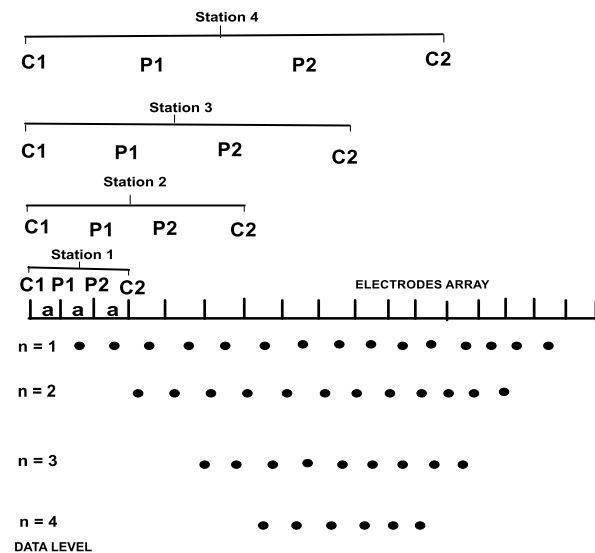 Station 4
C1 P1 P2 C2
Station 3
C1 P1 P2 C2
Station 2
C1 P1 P2 C2
Station 1
C1 P1 P2 C2
ELECTRODES ARRAY
a a a
n = 1
n = 2
n = 3
n = 4
DATA LEVEL